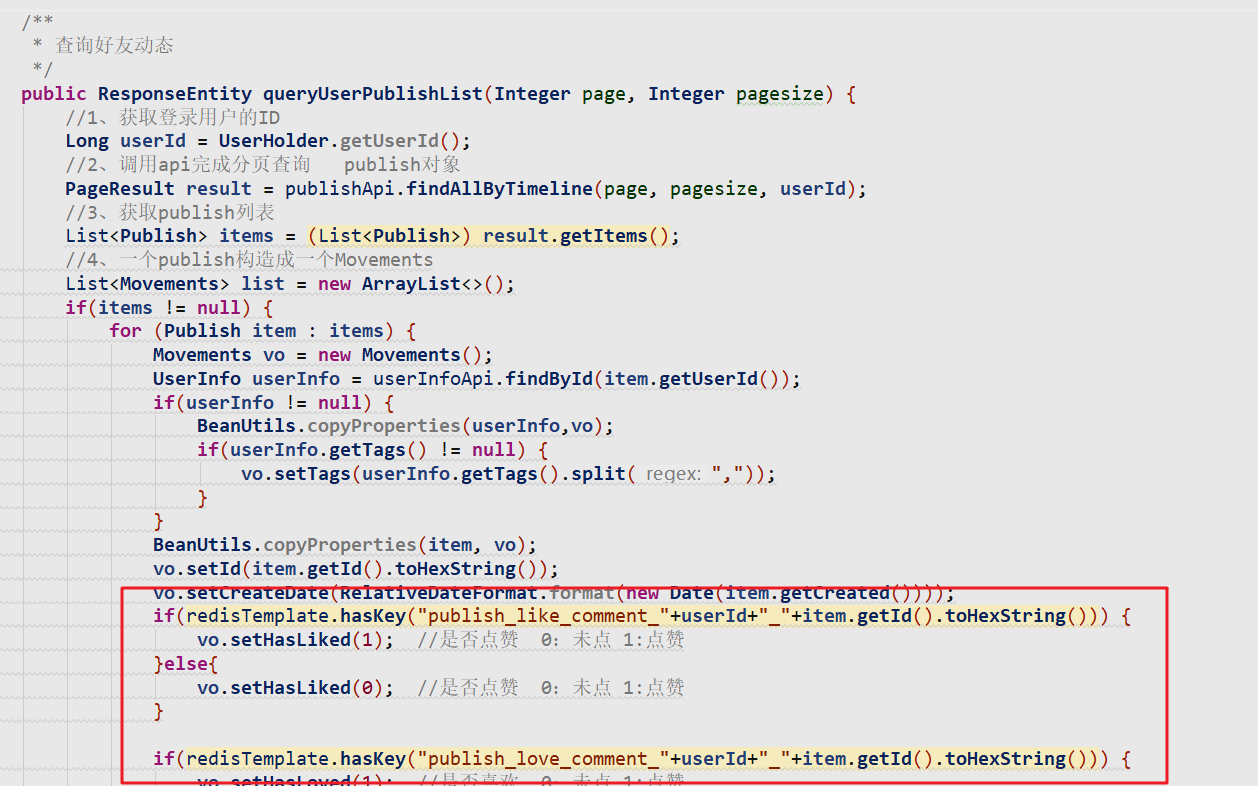 /**
 * 查询好友动态
 */
public ResponseEntity queryUserPublishList(Integer page, Integer pagesize) {
    //1、获取登录用户的ID
    Long userId = UserHolder.getUserId();
    //2、调用api完成分页查询   publish对象
    PageResult result = publishApi.findAllByTimeline(page, pagesize, userId);
    //3、获取publish列表
    List<Publish> items = (List<Publish>) result.getItems();
    //4、一个publish构造成一个Movements
    List<Movements> list = new ArrayList<>();
    if(items != null) {
        for (Publish item : items) {
            Movements vo = new Movements();
            UserInfo userInfo = userInfoApi.findById(item.getUserId());
            if(userInfo != null) {
                BeanUtils.copyProperties(userInfo,vo);
                if(userInfo.getTags() != null) {
                    vo.setTags(userInfo.getTags().split( regex: ","));
                }
            }
            BeanUtils.copyProperties(item, vo);
            vo.setId(item.getId().toHexString());
            vo.setCreateDate(RelativeDateFormat.format(new Date(item.getCreated())));
            if(redisTemplate.hasKey("publish_like_comment_"+userId+"_"+item.getId().toHexString())) {
                vo.setHasLiked(1);  //是否点赞  0：未点 1:点赞
            }else{
                vo.setHasLiked(0);  //是否点赞  0：未点 1:点赞
            }
            if(redisTemplate.hasKey("publish_love_comment_"+userId+"_"+item.getId().toHexString())) {
                vo.setHasLoved(1);  //是否喜欢  0：未点 1:点赞